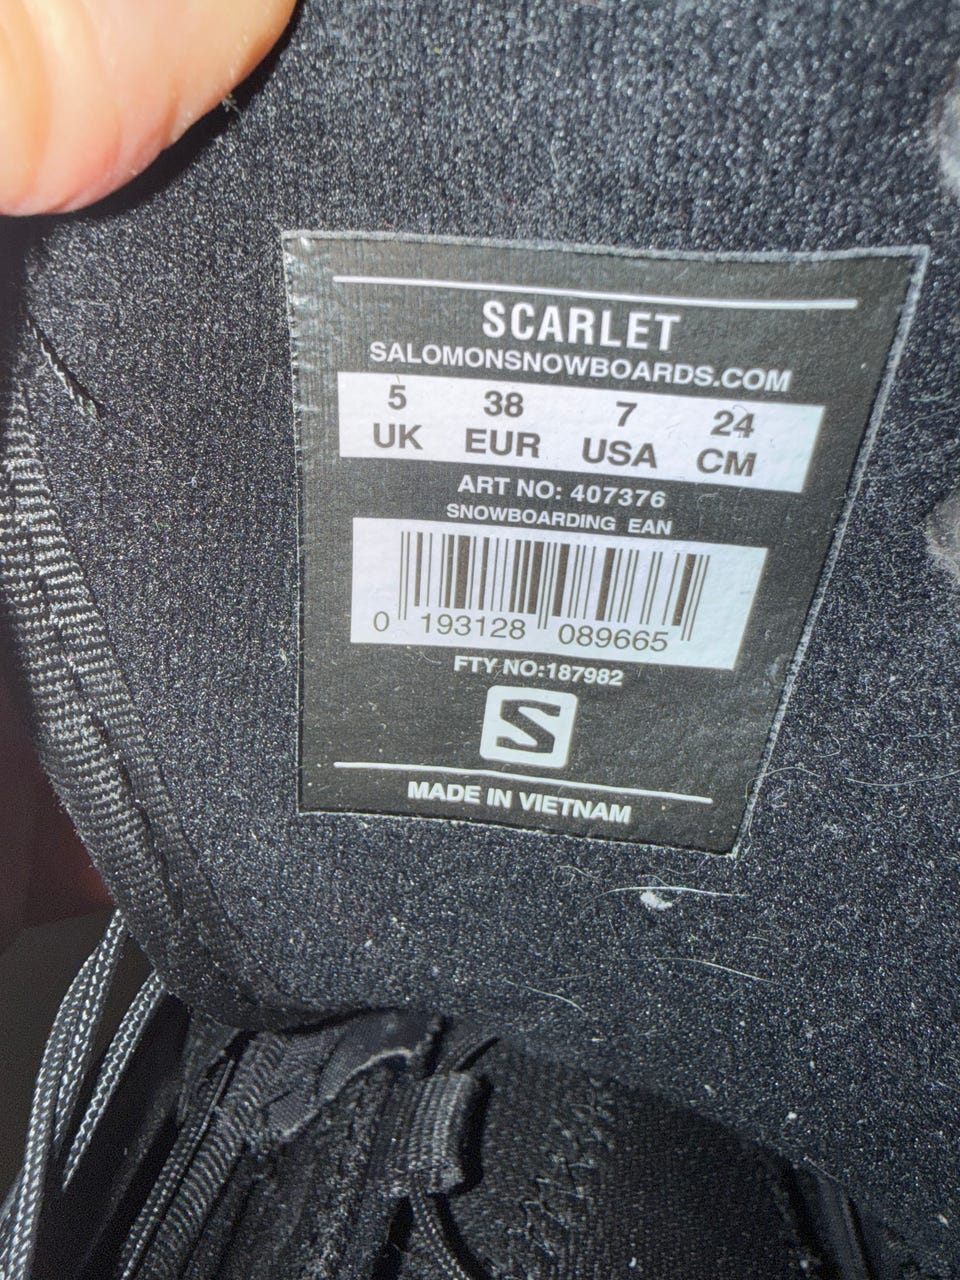 SCARLET
SALOMONSNOWBOARDS.COM
5 38 7 24
UK EUR USA CM
ART NO: 407376
SNOWBOARDING EAN
0 193128 089665
FTY NO:187982
S
MADE IN VIETNAM